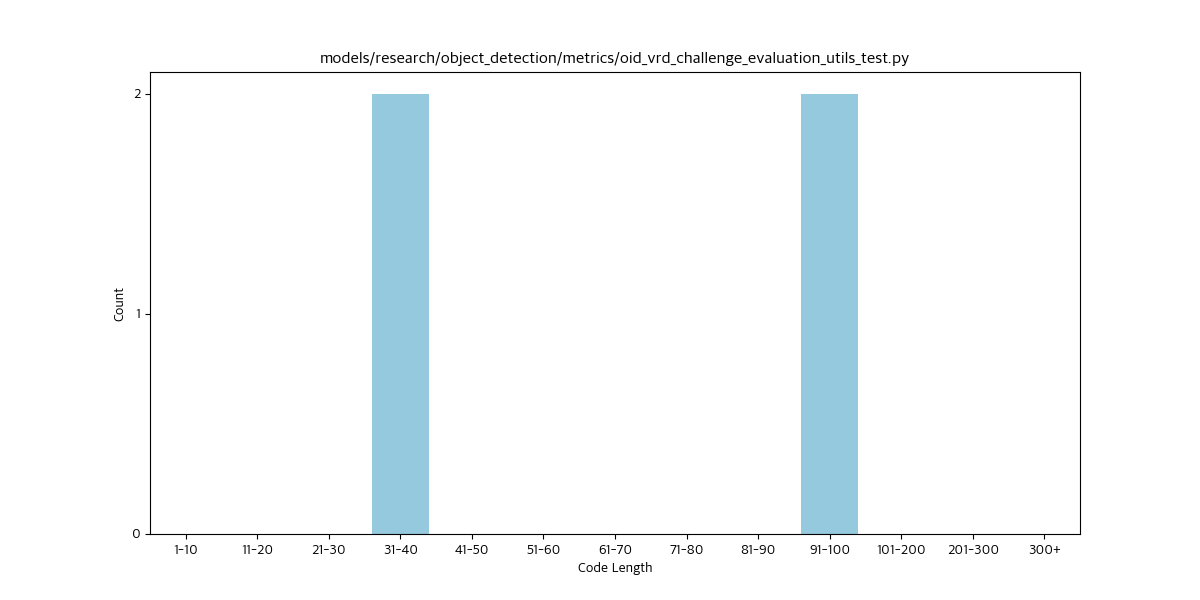 models/research/object_detection/metrics/oid_vrd_challenge_evaluation_utils_test.py
2
1
0
Count
1-10 11-20 21-30 31-40 41-50 51-60 61-70 71-80 81-90 91-100 101-200 201-300 300+
Code Length